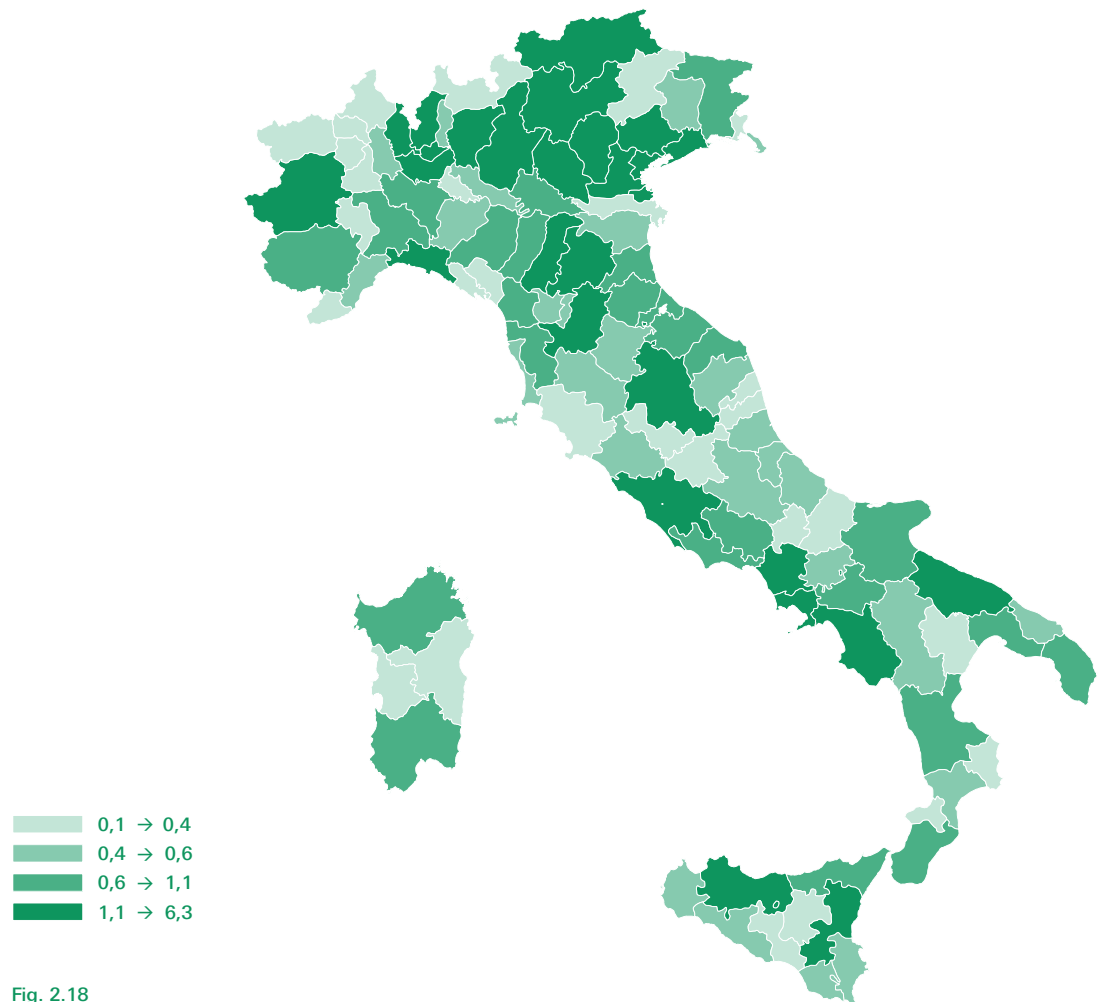 0,1 → 0,4
0,4 → 0,6
0,6 → 1,1
1,1 → 6,3
Fig. 2.18